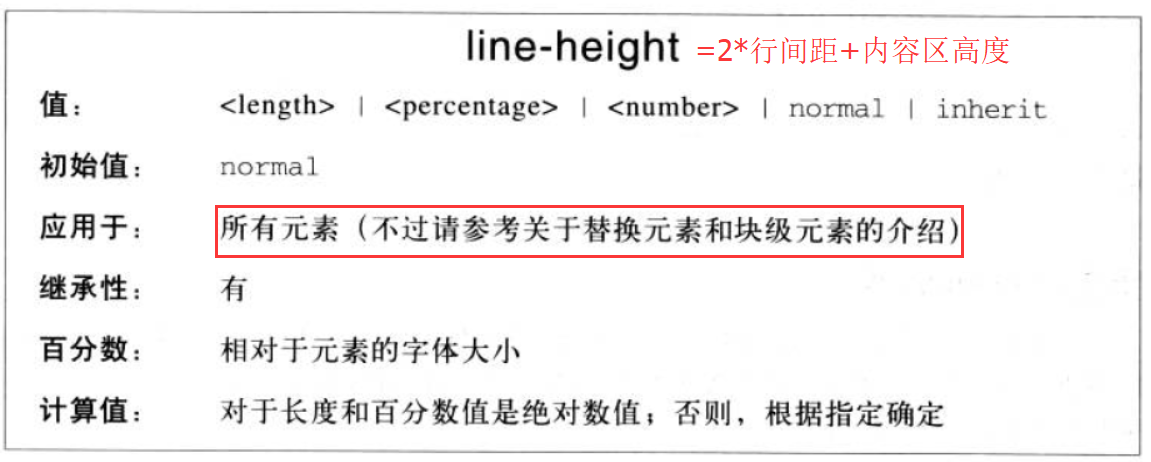 line-height =2*行间距+内容区高度
值： <length> | <percentage> | <number> | normal | inherit
初始值： normal
应用于： 所有元素（不过请参考关于替换元素和块级元素的介绍）
继承性： 有
百分数： 相对于元素的字体大小
计算值： 对于长度和百分数值是绝对数值；否则，根据指定确定